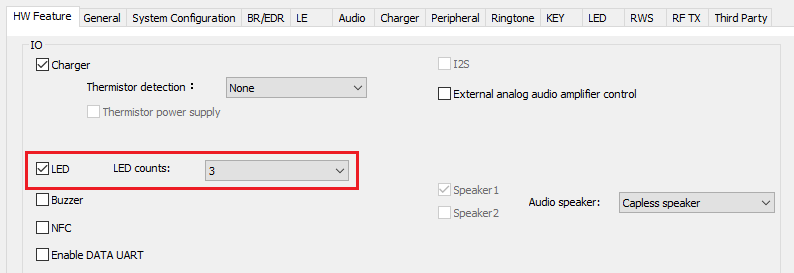 HW Feature General System Configuration BR/EDR LE Audio Charger Peripheral Ringtone KEY LED RWS RF TX Third Party
IO
Charger
I2S
Thermistor detection : None
External analog audio amplifier control
Thermistor power supply
LED LED counts: 3
Speaker1
Buzzer
Audio speaker: Capless speaker
Speaker2
NFC
Enable DATA UART